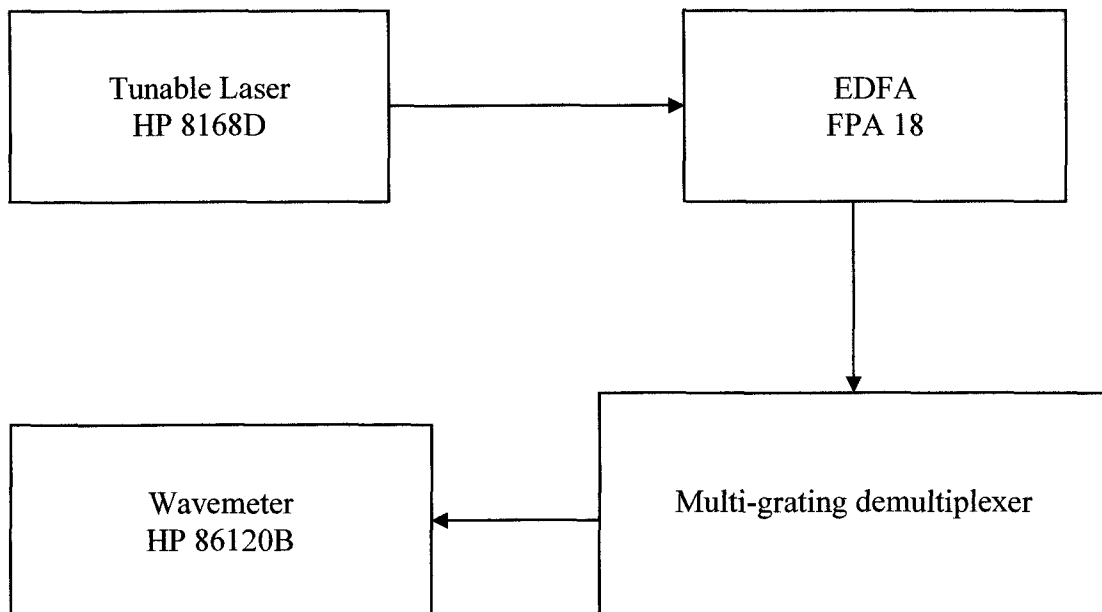 Tunable Laser
HP 8168D
EDFA
FPA 18
Wavemeter
HP 86120B
Multi-grating demultiplexer